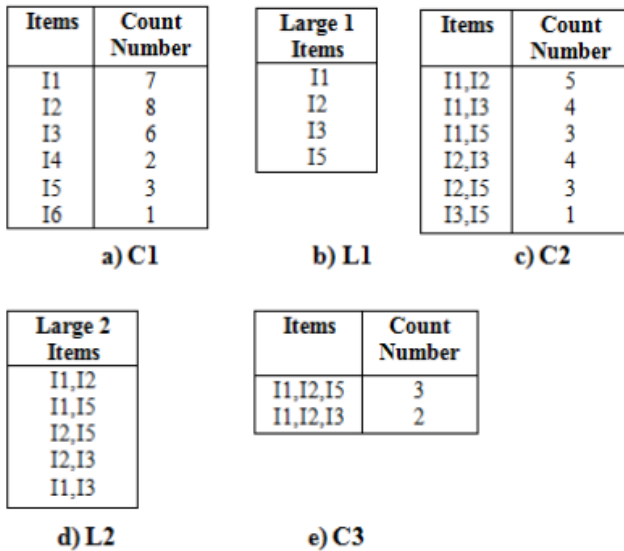 Items Count Number
I1 7
I2 8
I3 6
I4 2
I5 3
I6 1
a) C1
Large 1
Items
I1
I2
I3
I5
b) L1
Items Count Number
I1,I2 5
I1,I3 4
I1,I5 3
I2,I3 4
I2,I5 3
I3,I5 1
c) C2
Large 2
Items
I1,I2
I1,I5
I2,I5
I2,I3
I1,I3
d) L2
Items Count Number
I1,I2,I5 3
I1,I2,I3 2
e) C3